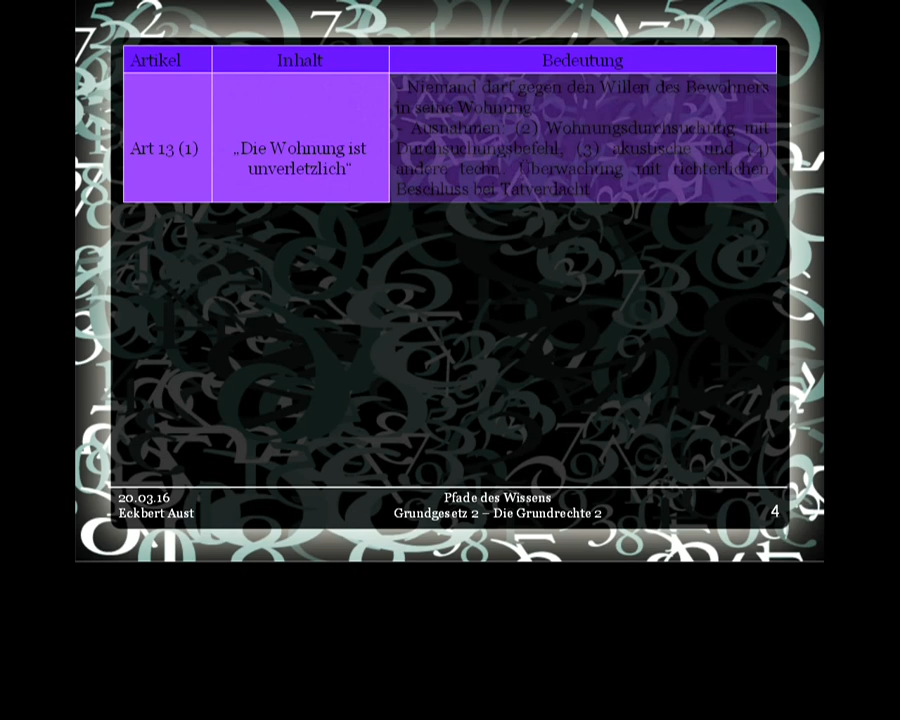 Artikel Inhalt Bedeutung
- Niemand darf gegen den Willen des Bewohners
in seine Wohnung
- Ausnahmen: (2) Wohnungsdurchsuchung mit
Art 13 (1) „Die Wohnung ist Durchsuchungsbefehl, (3) akustische und (4)
unverletzlich“ andere techn. Überwachung mit richterlichen
Beschluss bei Tatverdacht
20.03.16 Pfade des Wissens
Eckbert Aust Grundgesetz 2 – Die Grundrechte 2 4